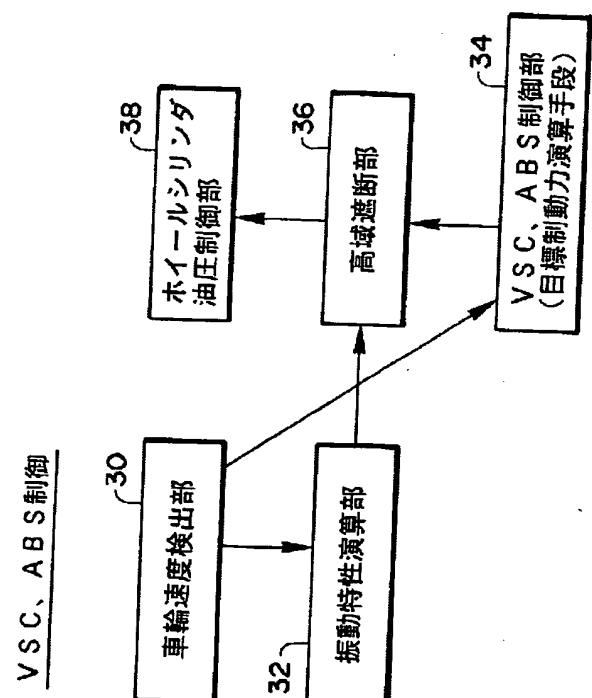 VSC、ABS制御
30
車輪速度検出部
32
振動特性演算部
38
ホイールシリンダ
油圧制御部
36
高域遮断部
34
VSC、ABS制御部
(目標制動力演算手段)